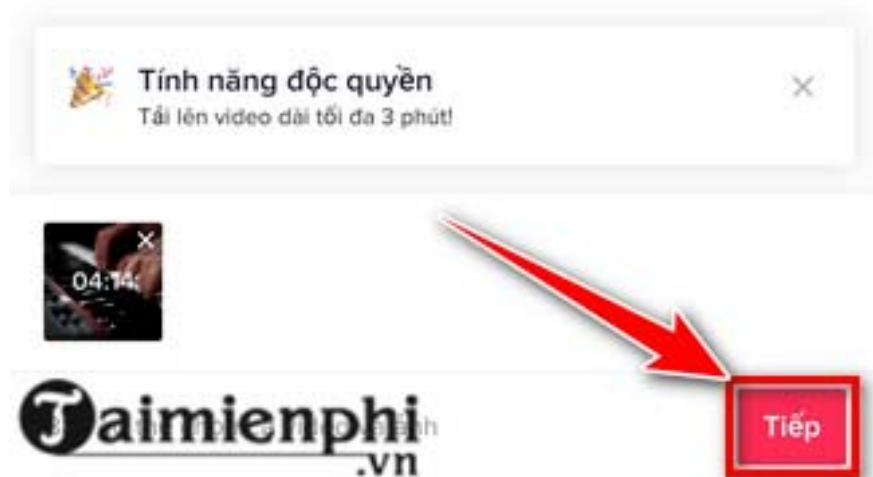 Tính năng độc quyền
Tải lên video dài tối đa 3 phút!
04:14
Taimienphi
.vn
Tiếp